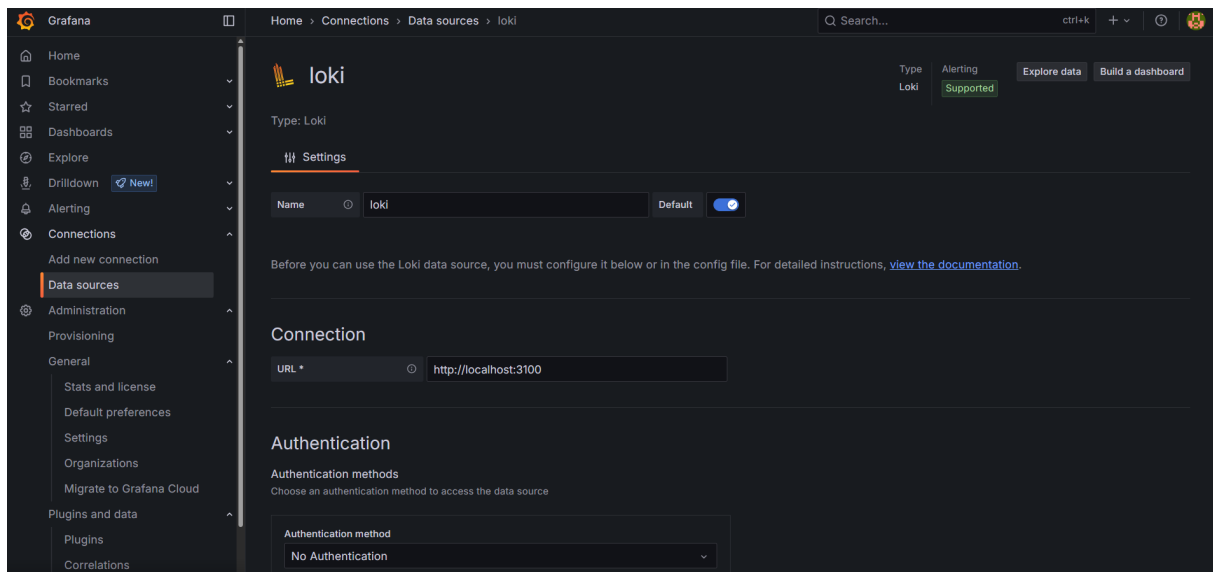 Grafana
Home › Connections › Data sources › loki
Search...
ctrl+k
Home
Bookmarks
Starred
Dashboards
Explore
Drilldown New!
Alerting
Connections
Add new connection
Data sources
Administration
Provisioning
General
Stats and license
Default preferences
Settings
Organizations
Migrate to Grafana Cloud
Plugins and data
Plugins
Correlations
loki
Type
Loki
Alerting
Supported
Explore data
Build a dashboard
Type: Loki
Settings
Name loki Default
Before you can use the Loki data source, you must configure it below or in the config file. For detailed instructions, view the documentation.
Connection
URL * http://localhost:3100
Authentication
Authentication methods
Choose an authentication method to access the data source
Authentication method
No Authentication